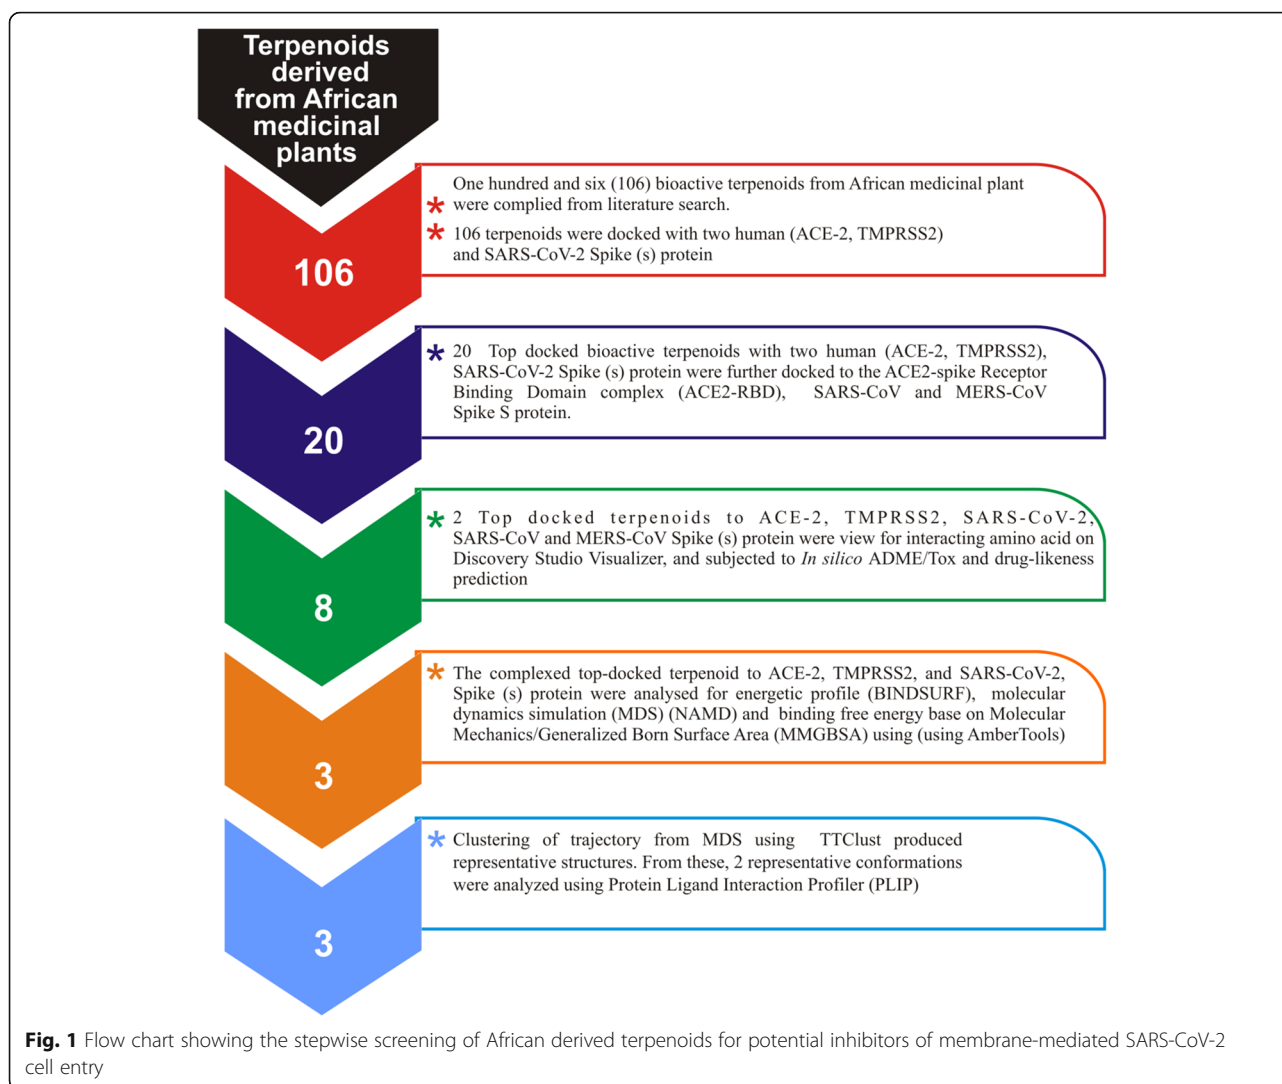 Terpenoids
derived
from African
medicinal
plants
106
* One hundred and six (106) bioactive terpenoids from African medicinal plant
were complied from literature search.
* 106 terpenoids were docked with two human (ACE-2, TMPRSS2)
and SARS-CoV-2 Spike (s) protein
20
* 20 Top docked bioactive terpenoids with two human (ACE-2, TMPRSS2),
SARS-CoV-2 Spike (s) protein were further docked to the ACE2-spike Receptor
Binding Domain complex (ACE2-RBD), SARS-CoV and MERS-CoV
Spike S protein.
8
* 2 Top docked terpenoids to ACE-2, TMPRSS2, SARS-CoV-2,
SARS-CoV and MERS-CoV Spike (s) protein were view for interacting amino acid on
Discovery Studio Visualizer, and subjected to In silico ADME/Tox and drug-likeness
prediction
3
* The complexed top-docked terpenoid to ACE-2, TMPRSS2, and SARS-CoV-2,
Spike (s) protein were analysed for energetic profile (BINDSURF), molecular
dynamics simulation (MDS) (NAMD) and binding free energy base on Molecular
Mechanics/Generalized Born Surface Area (MMGBSA) using (using AmberTools)
3
* Clustering of trajectory from MDS using TTClust produced
representative structures. From these, 2 representative conformations
were analyzed using Protein Ligand Interaction Profiler (PLIP)
Fig. 1 Flow chart showing the stepwise screening of African derived terpenoids for potential inhibitors of membrane-mediated SARS-CoV-2
cell entry